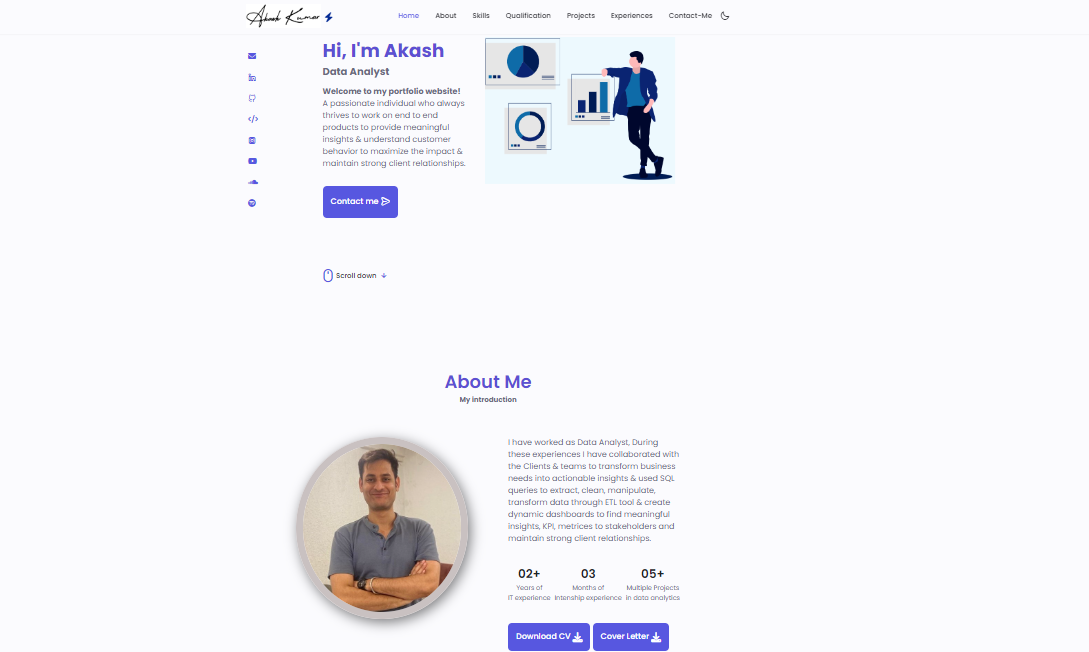 Akash Kumar
Home About Skills Qualification Projects Experiences Contact-Me
Hi, I'm Akash
Data Analyst
Welcome to my portfolio website!
A passionate individual who always
thrives to work on end to end
products to provide meaningful
insights & understand customer
behavior to maximize the impact &
maintain strong client relationships.
Contact me
Scroll down
About Me
My introduction
I have worked as Data Analyst, During
these experiences I have collaborated with
the Clients & teams to transform business
needs into actionable insights & used SQL
queries to extract, clean, manipulate,
transform data through ETL tool & create
dynamic dashboards to find meaningful
insights, KPI, metrices to stakeholders and
maintain strong client relationships.
02+ 03 05+
Years of Months of Multiple Projects
IT experience Intenship experience in data analytics
Download CV Cover Letter